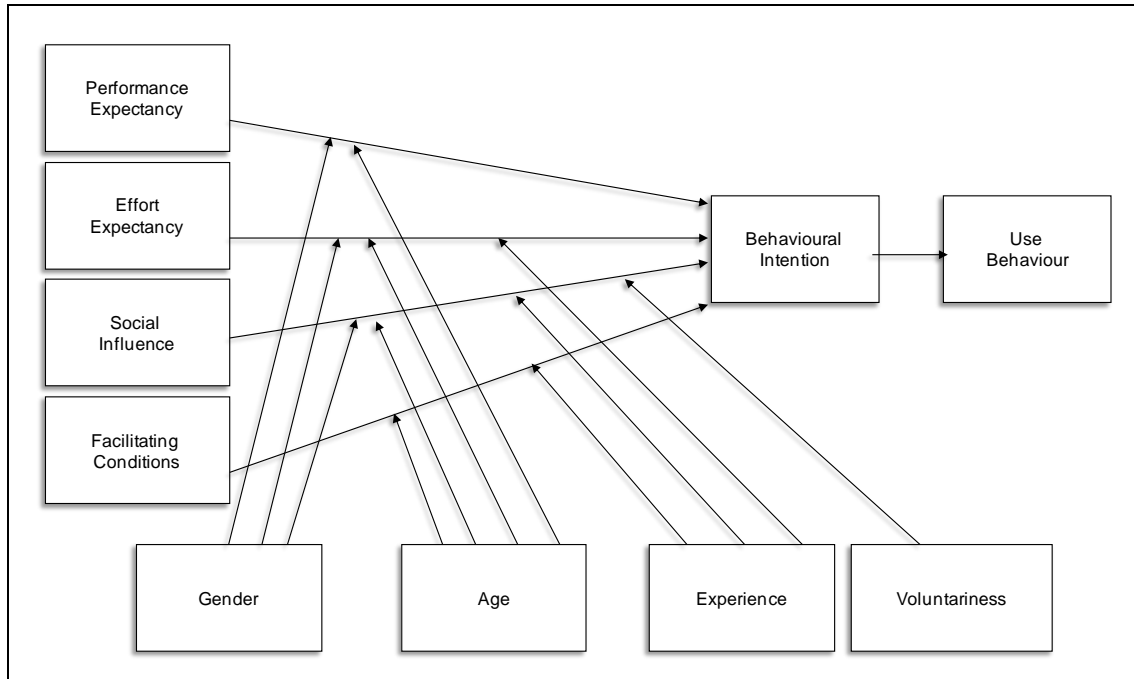 Performance
Expectancy
Effort
Expectancy
Social
Influence
Facilitating
Conditions
Behavioural
Intention
Use
Behaviour
Gender
Age
Experience
Voluntariness